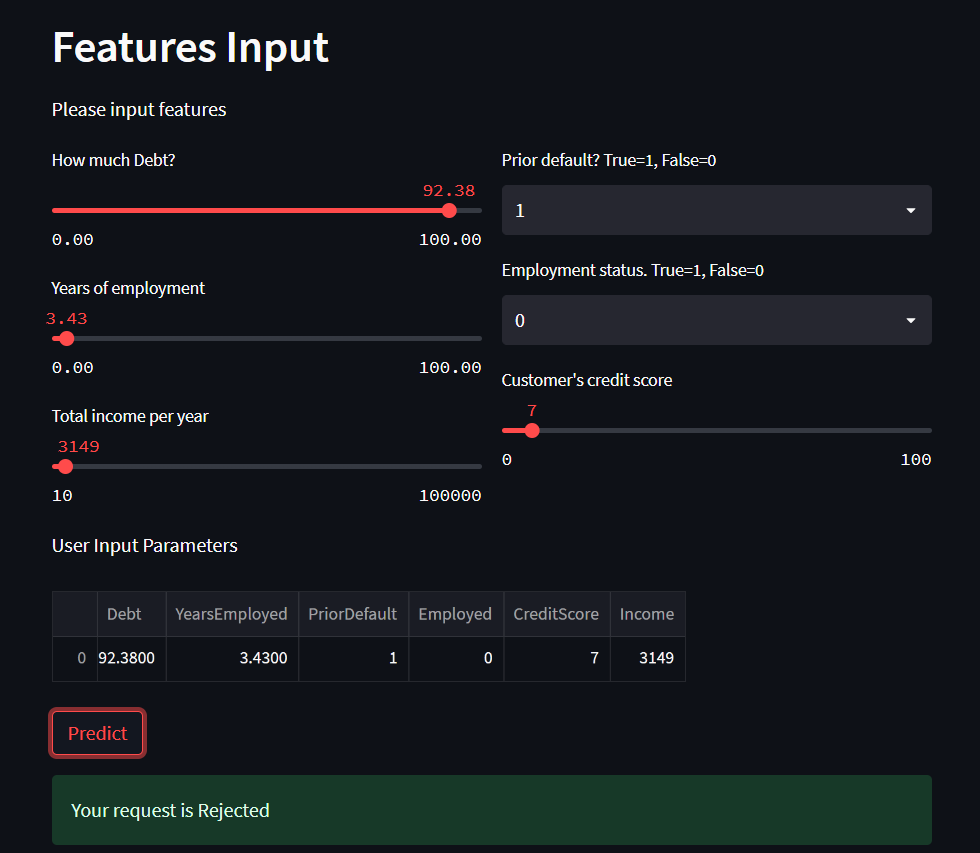 Features Input
Please input features
How much Debt?
92.38
0.00 100.00
Years of employment
3.43
0.00 100.00
Total income per year
3149
10 100000
Prior default? True=1, False=0
1
Employment status. True=1, False=0
0
Customer's credit score
7
0 100
User Input Parameters
Debt YearsEmployed PriorDefault Employed CreditScore Income
0 92.3800 3.4300 1 0 7 3149
Predict
Your request is Rejected